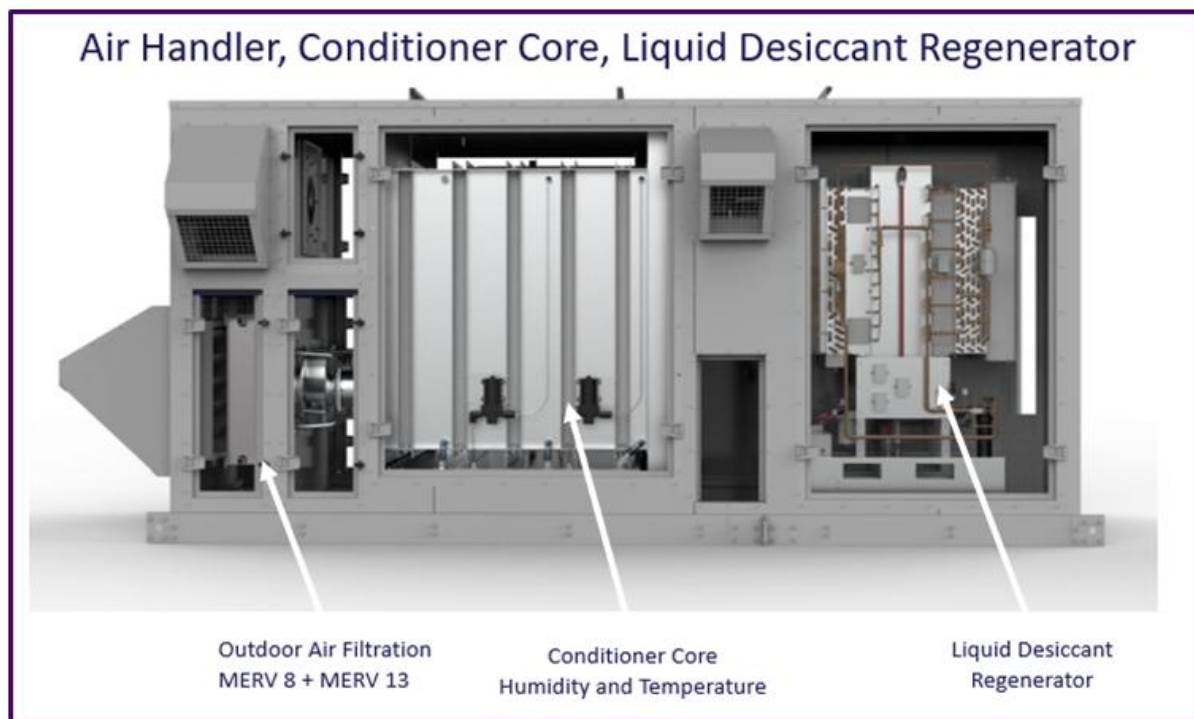 Air Handler, Conditioner Core, Liquid Desiccant Regenerator
Outdoor Air Filtration
MERV 8 + MERV 13
Conditioner Core
Humidity and Temperature
Liquid Desiccant
Regenerator